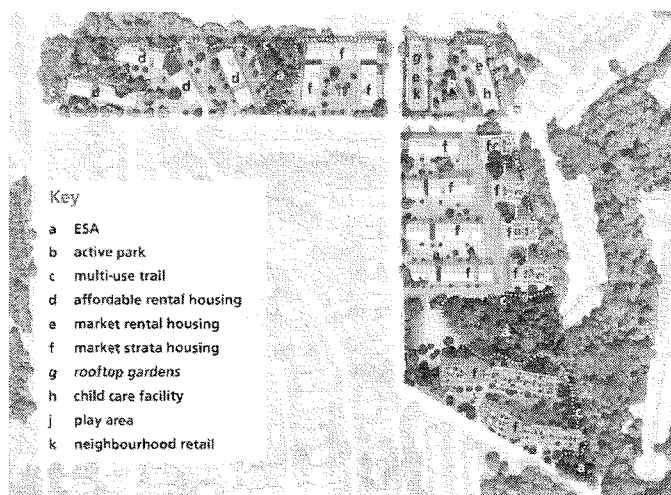 d
d
d
d
f
f
f
f
g
e
k
e
h
f
f
f
f
f
f
f
f
f
f
Key
a ESA
b active park
c multi-use trail
d affordable rental housing
e market rental housing
f market strata housing
g rooftop gardens
h child care facility
j play area
k neighbourhood retail